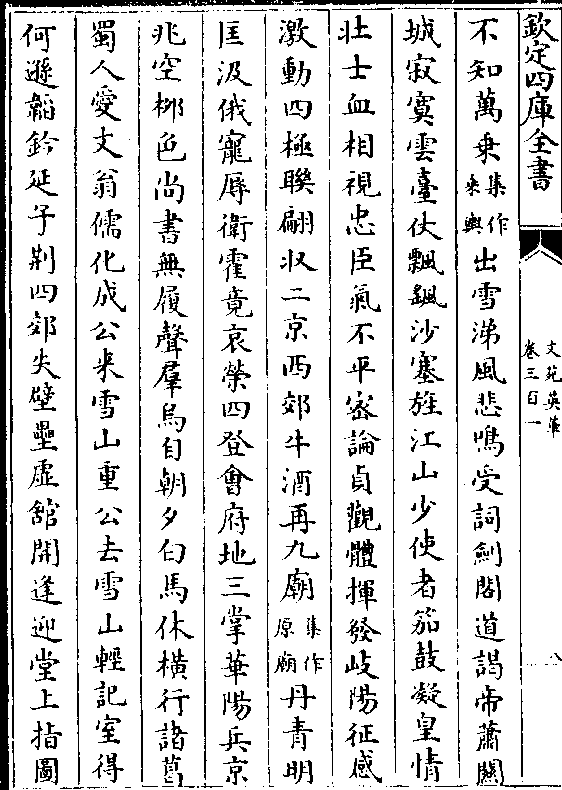 欽定四庫全書
文苑英華
卷三百一
八
不知萬乗集作来輿出雪涕風悲鳴受詞劍閣道謁帝蕭關
城寂寞雲臺仗飄颻沙塞旌江山少使者笳鼓凝皇情
壮士血相視忠臣氣不平宻論貞觀體揮發岐陽征感
激動四極聯翩収二京西郊牛酒再九廟集作原廟丹青明
匡汲俄寵辱衛霍竟哀榮四登會府地三掌華陽兵京
兆空栁色尚書無履聲羣烏自朝夕白馬休横行諸葛
蜀人愛文翁儒化成公来雪山重公去雪山輕記室得
何遜韜鈐延子荆四郊失壁壘虚舘開逢迎堂上指圖